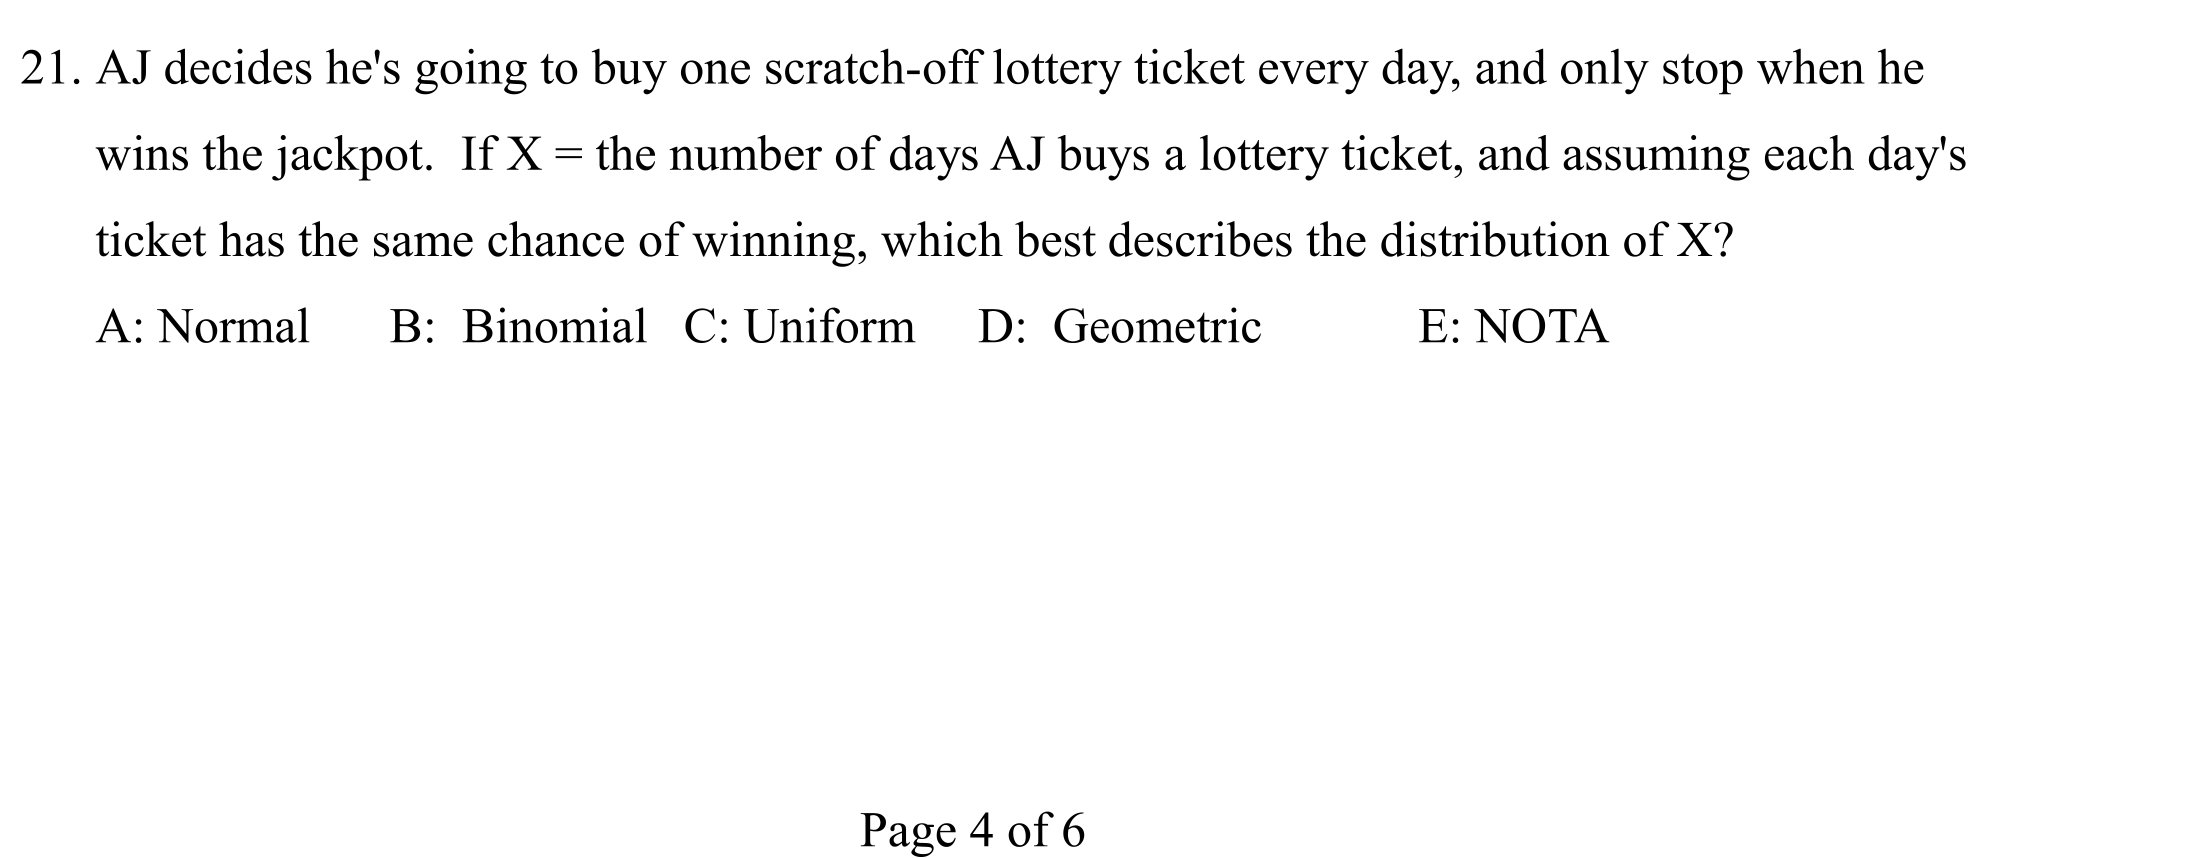 21. AJ decides he's going to buy one scratch-off lottery ticket every day, and only stop when he
wins the jackpot. If X = the number of days AJ buys a lottery ticket, and assuming each day's
ticket has the same chance of winning, which best describes the distribution of X?
A: Normal B: Binomial C: Uniform D: Geometric E: NOTA
Page 4 of 6